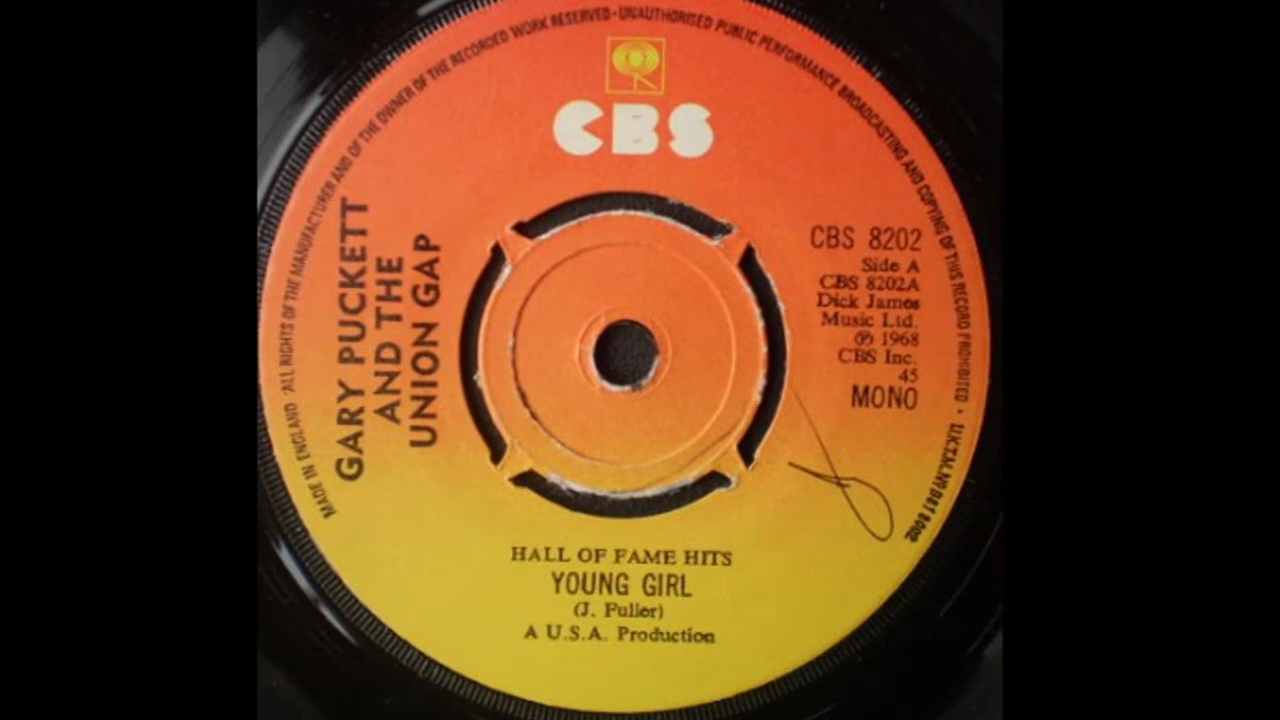 MADE IN ENGLAND 'ALL RIGHTS OF THE MANUFACTURER AND OF THE OWNER OF THE RECORDED WORK RESERVED · UNAUTHORISED PUBLIC PERFORMANCE BROADCASTING AND COPYING OF THIS RECORD PROHIBITED ·
CBS
GARY PUCKETT
AND THE
UNION GAP
CBS 8202
Side A
CBS 8202A
Dick James
Music Ltd.
℗ 1968
CBS Inc.
45
MONO
HALL OF FAME HITS
YOUNG GIRL
(J. Fuller)
A U.S.A. Production